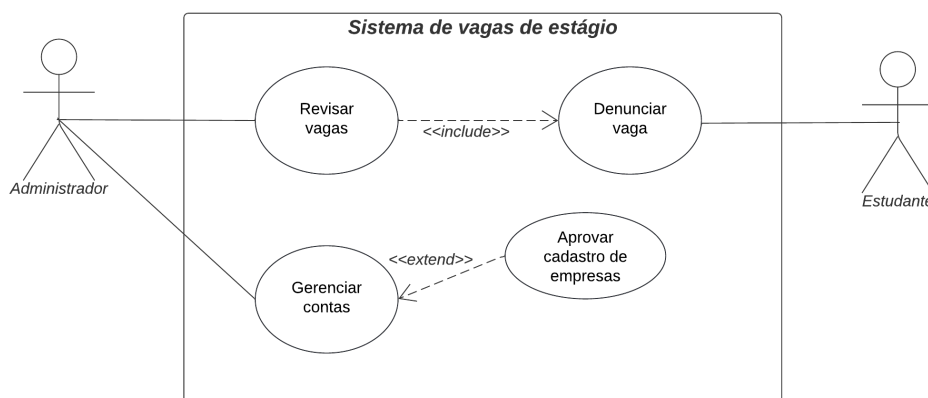 Sistema de vagas de estágio
Revisar
vagas
<<include>>
Denunciar
vaga
Administrador
Estudante
Gerenciar
contas
<<extend>>
Aprovar
cadastro de
empresas